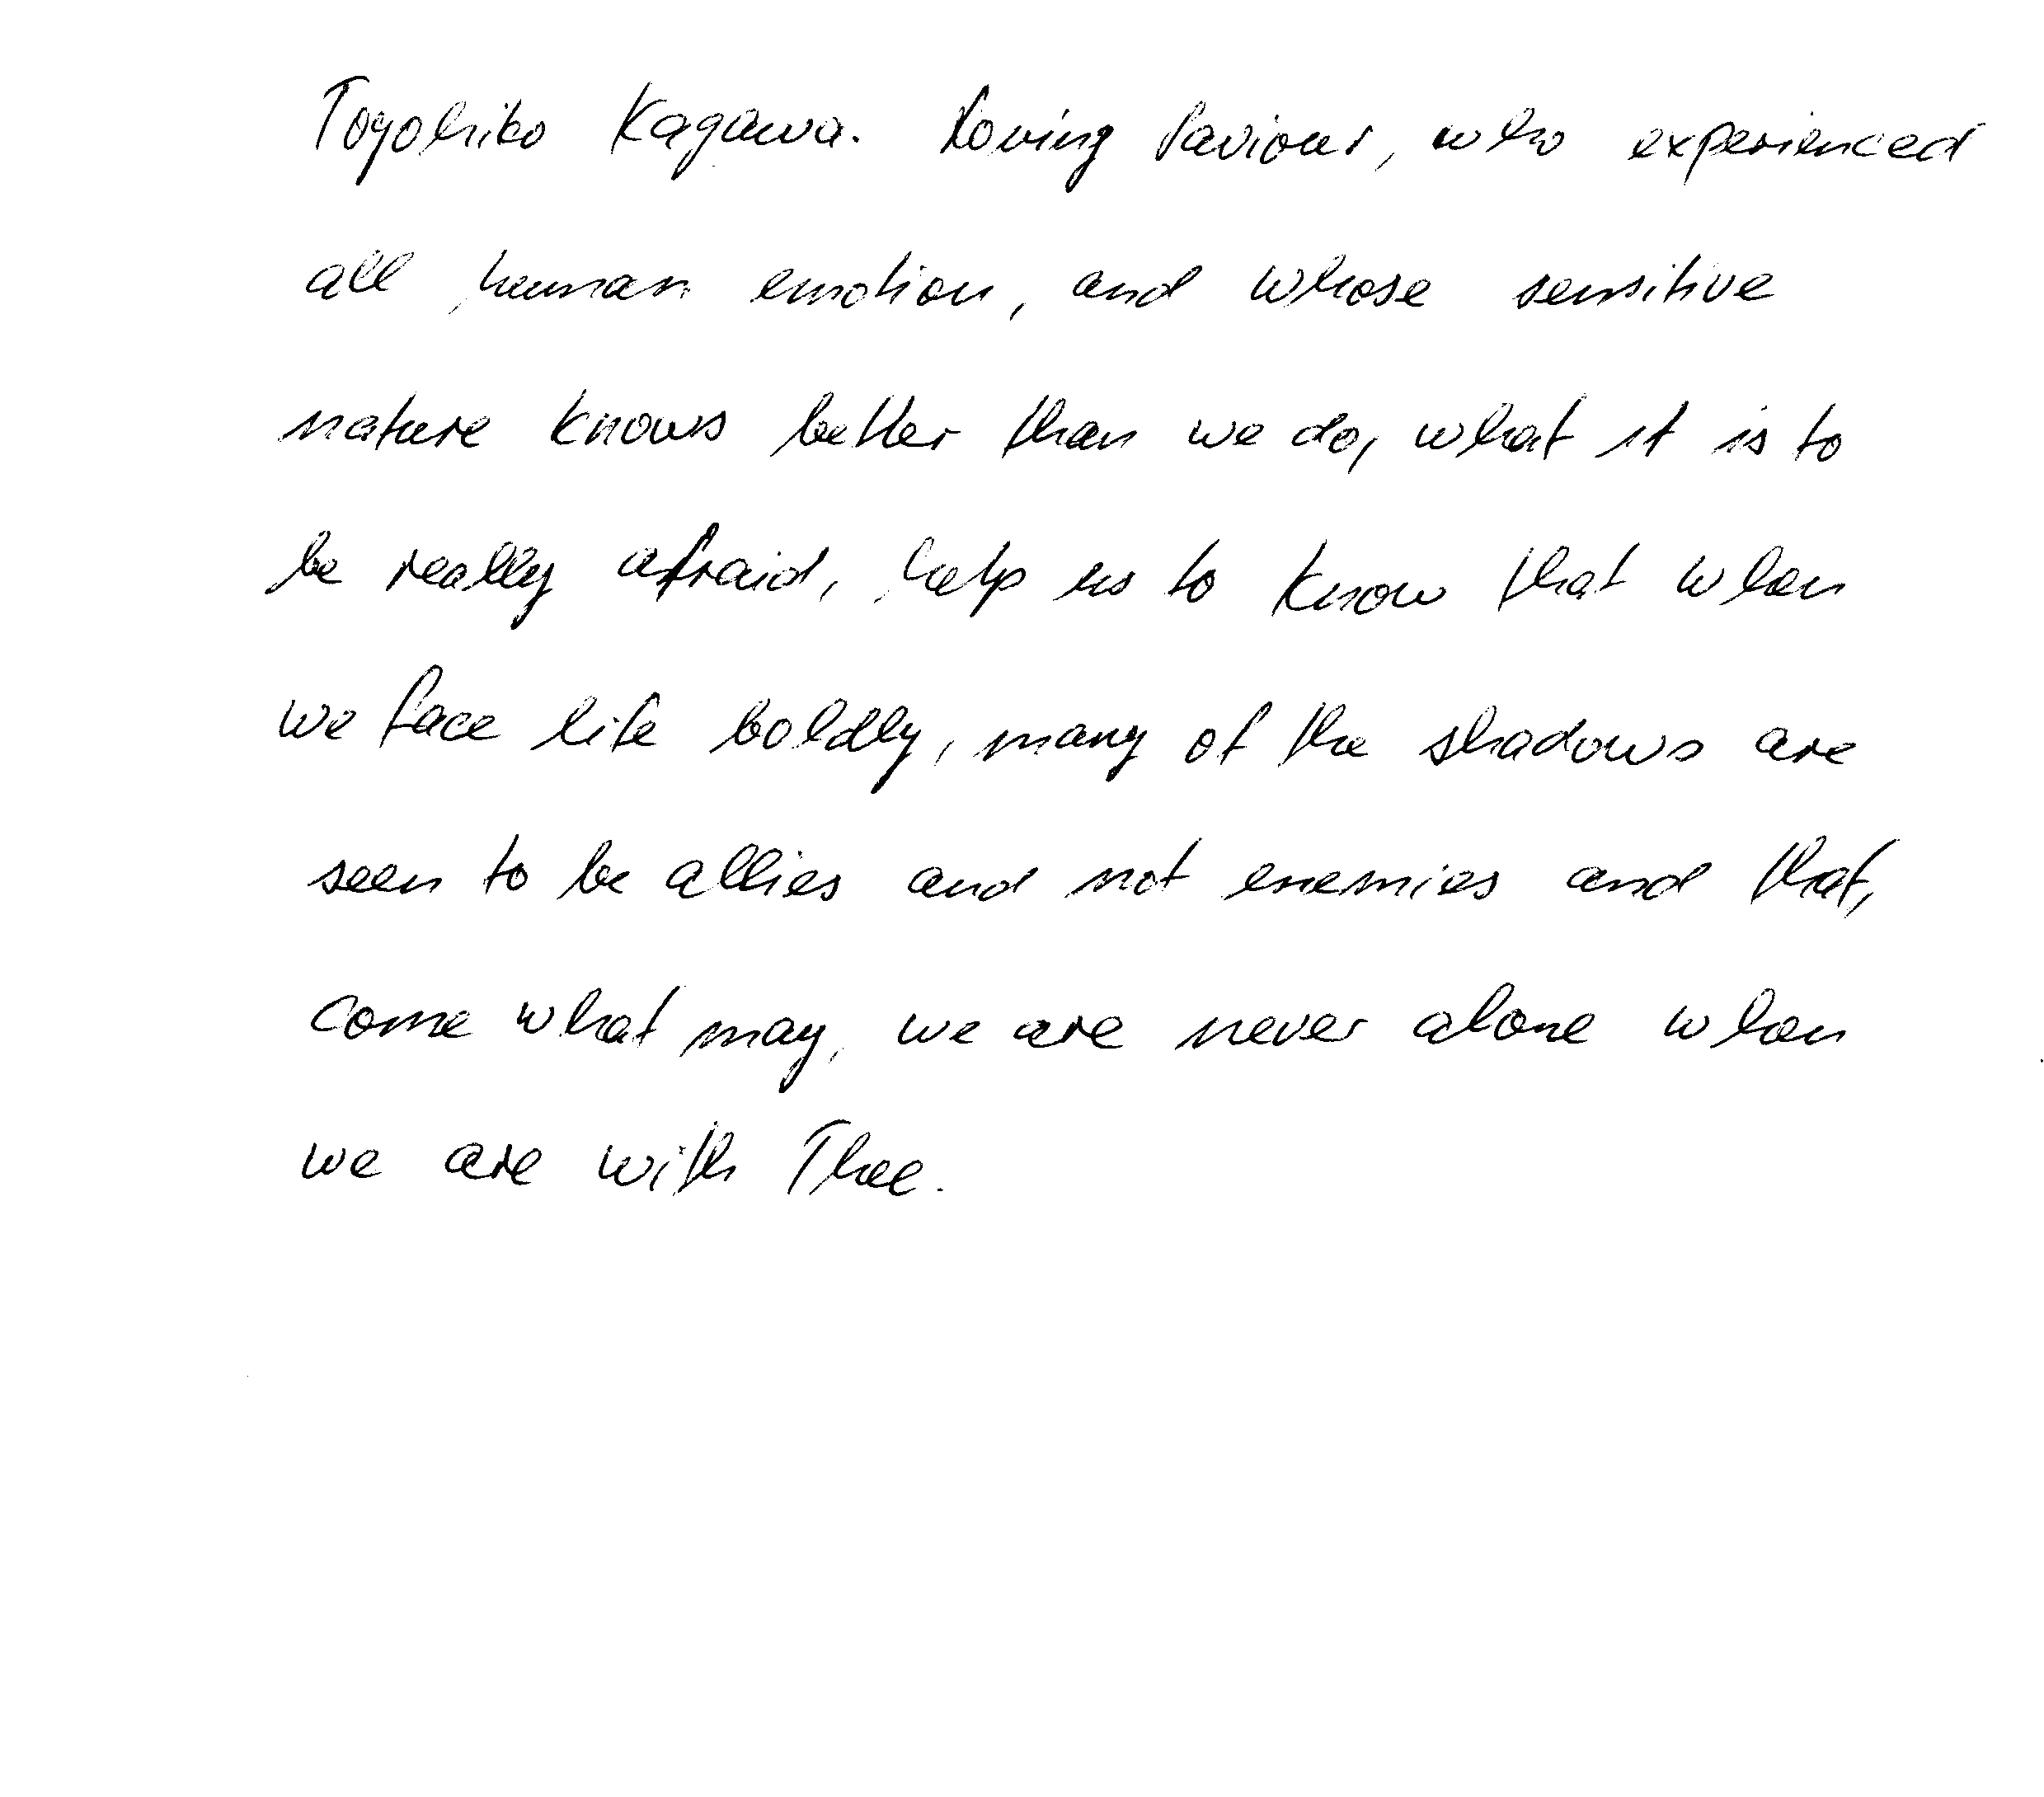 Toyohiko Kagawa. Loving Saviour, who experienced
all human emotion, and whose sensitive
nature knows better than we do, what it is to
be really afraid, help us to know that when
we face life boldly, many of the shadows are
seen to be allies and not enemies and that,
come what may, we are never alone when
we are with Thee.